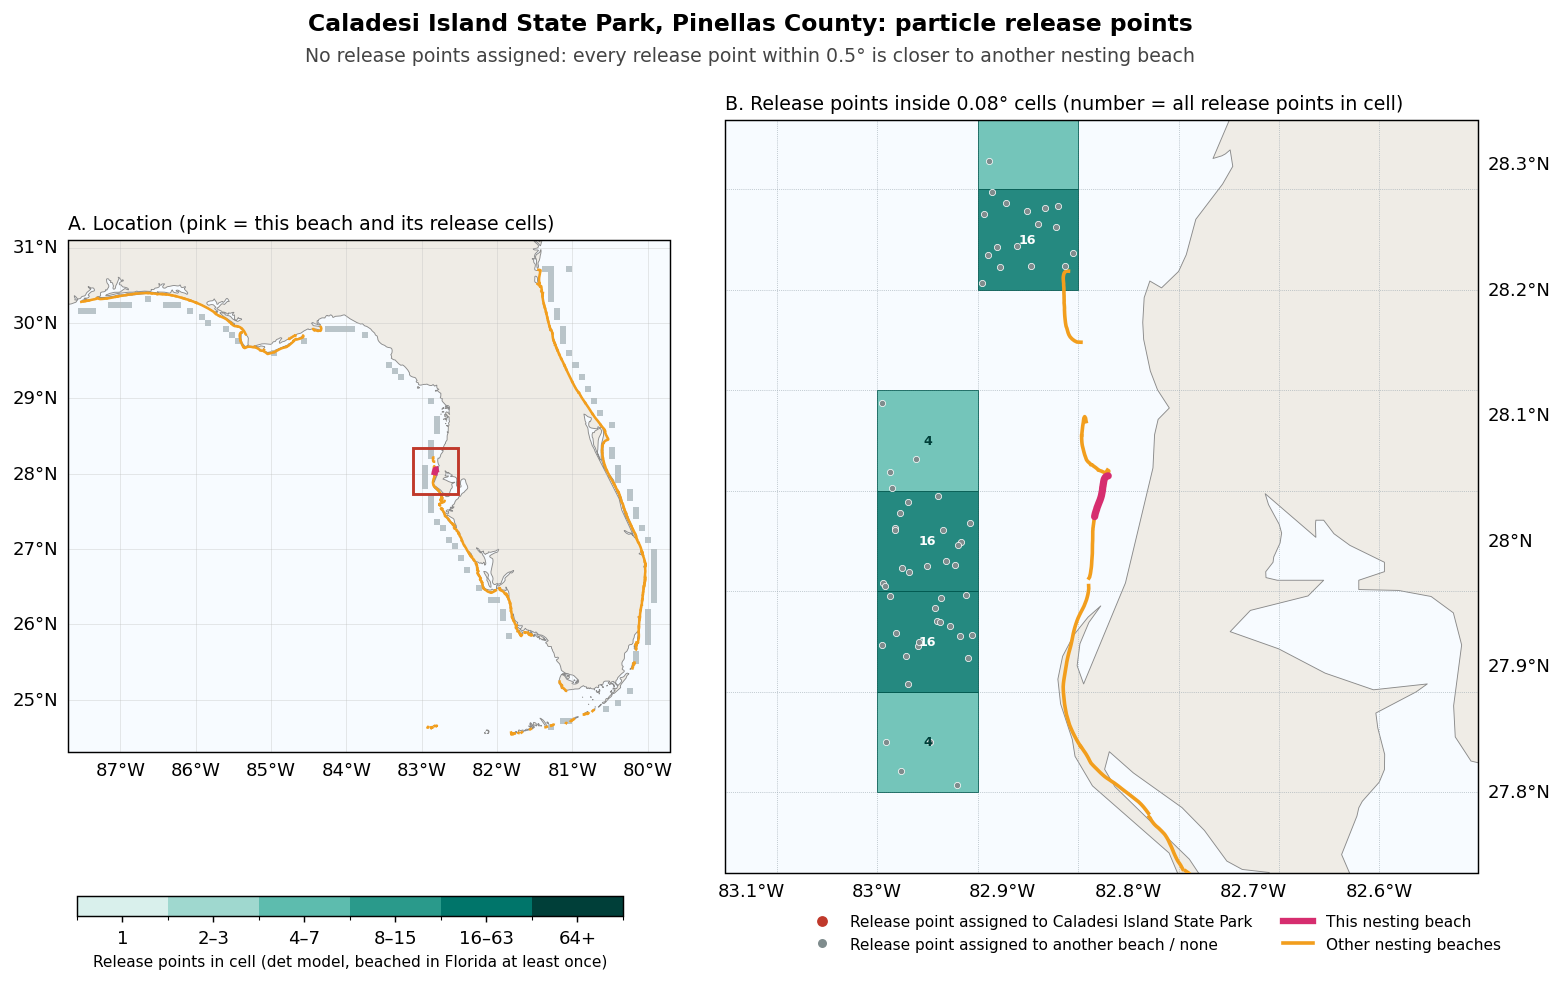 Caladesi Island State Park, Pinellas County: particle release points
No release points assigned: every release point within 0.5° is closer to another nesting beach
A. Location (pink = this beach and its release cells)
31°N
30°N
29°N
28°N
27°N
26°N
25°N
87°W 86°W 85°W 84°W 83°W 82°W 81°W 80°W
B. Release points inside 0.08° cells (number = all release points in cell)
16
4
16
16
4
28.3°N
28.2°N
28.1°N
28°N
27.9°N
27.8°N
83.1°W 83°W 82.9°W 82.8°W 82.7°W 82.6°W
1 2–3 4–7 8–15 16–63 64+
Release points in cell (det model, beached in Florida at least once)
Release point assigned to Caladesi Island State Park
Release point assigned to another beach / none
This nesting beach
Other nesting beaches